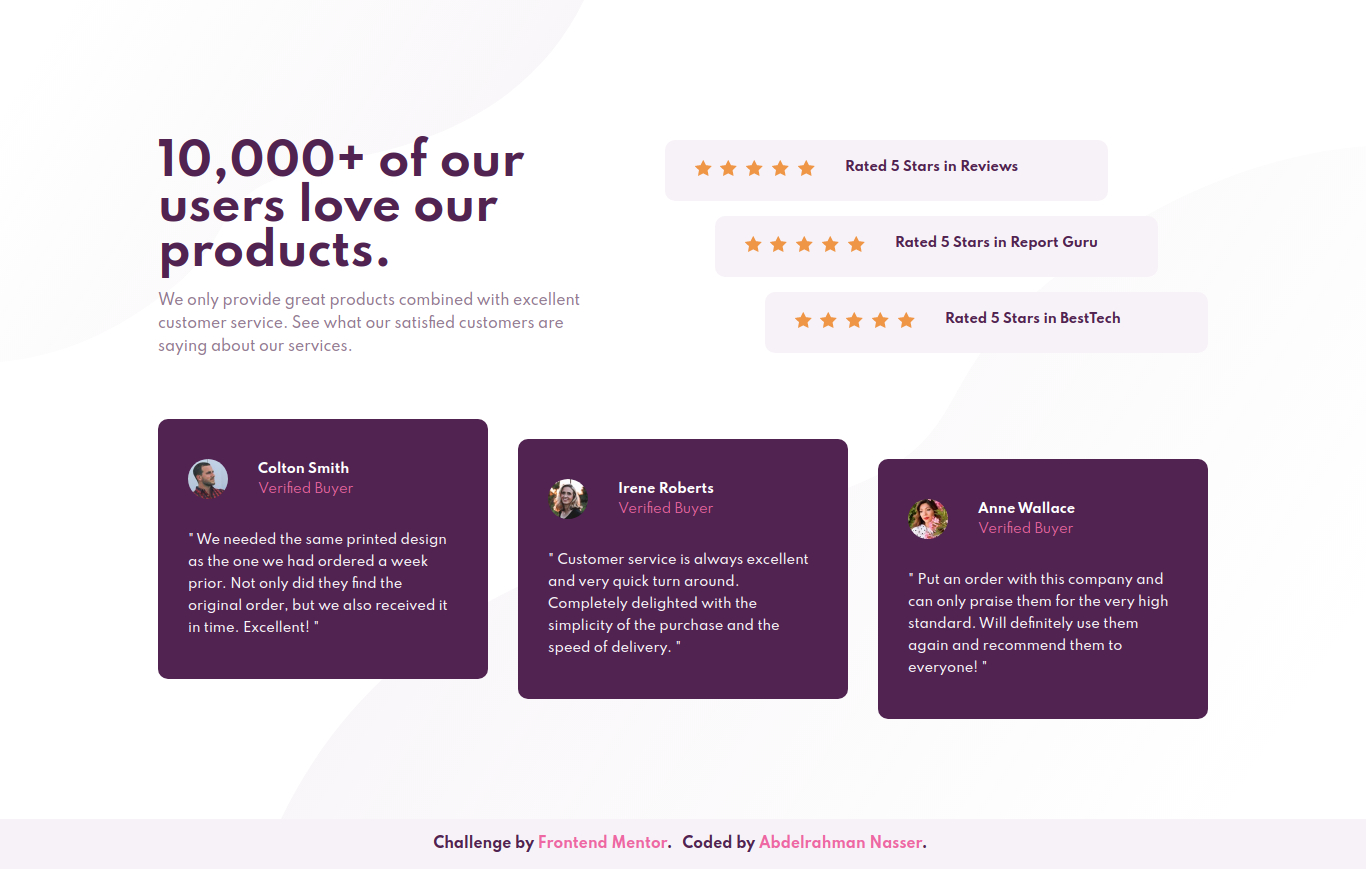 10,000+ of our
users love our
products.
We only provide great products combined with excellent
customer service. See what our satisfied customers are
saying about our services.
Rated 5 Stars in Reviews
Rated 5 Stars in Report Guru
Rated 5 Stars in BestTech
Colton Smith
Verified Buyer
" We needed the same printed design
as the one we had ordered a week
prior. Not only did they find the
original order, but we also received it
in time. Excellent! "
Irene Roberts
Verified Buyer
" Customer service is always excellent
and very quick turn around.
Completely delighted with the
simplicity of the purchase and the
speed of delivery. "
Anne Wallace
Verified Buyer
" Put an order with this company and
can only praise them for the very high
standard. Will definitely use them
again and recommend them to
everyone! "
Challenge by Frontend Mentor. Coded by Abdelrahman Nasser.